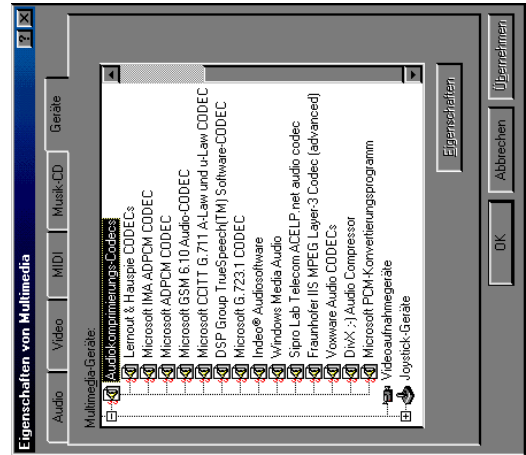 Eigenschaften von Multimedia
Audio Video MIDI Musik-CD Geräte
Multimedia-Geräte:
Audiokomprimierungs-Codecs
Lernout & Hauspie CODECs
Microsoft IMA ADPCM CODEC
Microsoft ADPCM CODEC
Microsoft GSM 6.10 Audio-CODEC
Microsoft CCITT G.711 A-Law und u-Law CODEC
DSP Group TrueSpeech(TM) Software-CODEC
Microsoft G.723.1 CODEC
Indeo® Audiosoftware
Windows Media Audio
Sipro Lab Telecom ACELP.net audio codec
Fraunhofer IIS MPEG Layer-3 Codec (advanced)
Voxware Audio CODECs
DivX ;-) Audio Compressor
Microsoft PCM-Konvertierungsprogramm
Videoaufnahmegeräte
Joystick-Geräte
Eigenschaften
OK Abbrechen Übernehmen